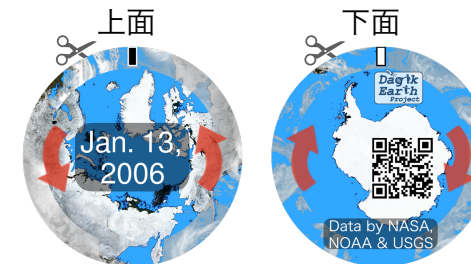 上面
下面
Jan. 13,
2006
Dagik
Earth
Project
Data by NASA,
NOAA & USGS